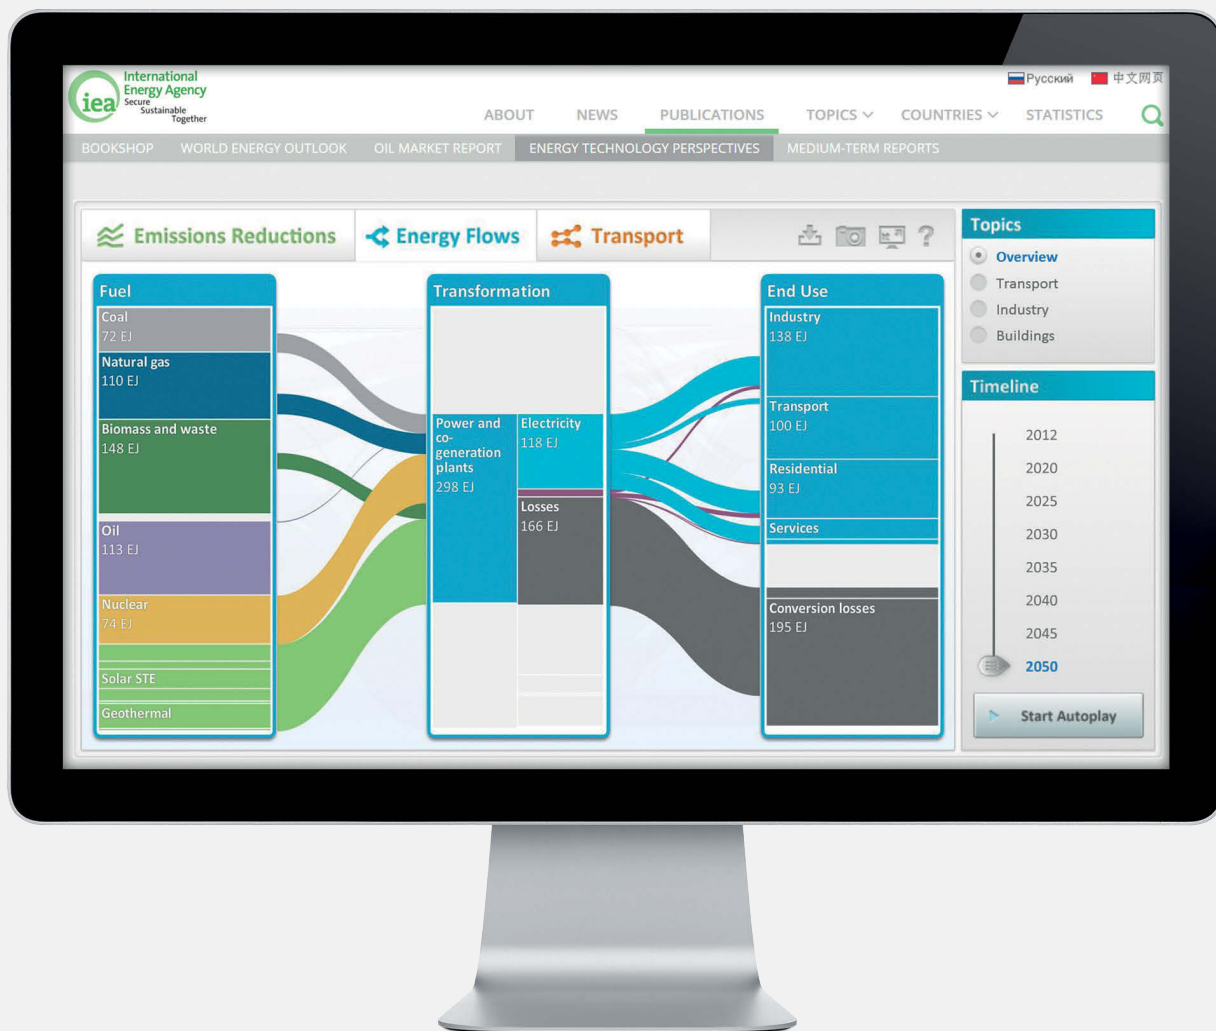 International
Energy Agency
Secure
Sustainable
Together
iea
Русский
中文网页
ABOUT NEWS PUBLICATIONS TOPICS COUNTRIES STATISTICS
BOOKSHOP WORLD ENERGY OUTLOOK OIL MARKET REPORT ENERGY TECHNOLOGY PERSPECTIVES MEDIUM-TERM REPORTS
Emissions Reductions
Energy Flows
Transport
?
Fuel
Coal
72 EJ
Natural gas
110 EJ
Biomass and waste
148 EJ
Oil
113 EJ
Nuclear
74 EJ
Solar STE
Geothermal
Transformation
Power and
co-
generation
plants
298 EJ
Electricity
118 EJ
Losses
166 EJ
End Use
Industry
138 EJ
Transport
100 EJ
Residential
93 EJ
Services
Conversion losses
195 EJ
Topics
Overview
Transport
Industry
Buildings
Timeline
2012
2020
2025
2030
2035
2040
2045
2050
Start Autoplay